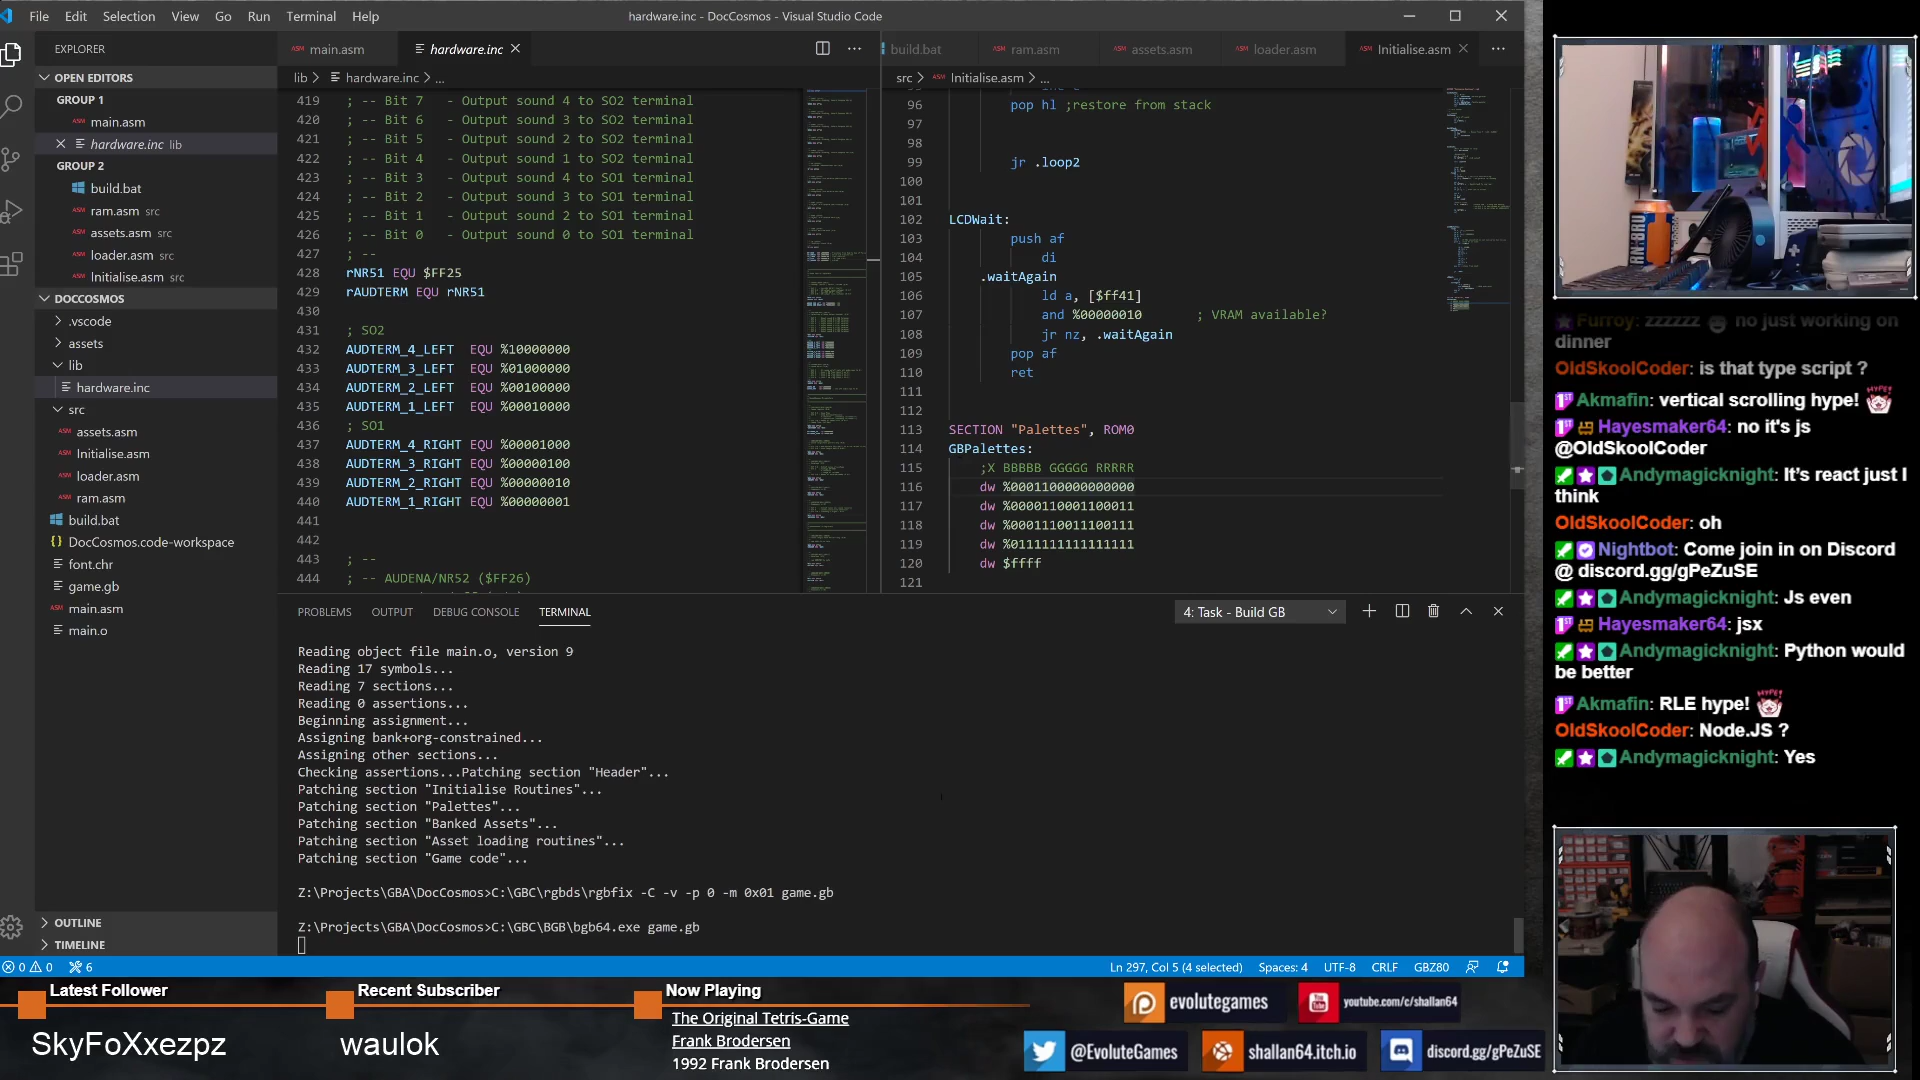 File Edit Selection View Go Run Terminal Help
hardware.inc - DocCosmos - Visual Studio Code
EXPLORER
OPEN EDITORS
GROUP 1
ASM main.asm
hardware.inc lib
GROUP 2
build.bat
ASM ram.asm src
ASM assets.asm src
ASM loader.asm src
ASM Initialise.asm src
DOCCOSMOS
.vscode
assets
lib
hardware.inc
src
ASM assets.asm
ASM Initialise.asm
ASM loader.asm
ASM ram.asm
build.bat
{} DocCosmos.code-workspace
font.chr
game.gb
ASM main.asm
main.o
OUTLINE
TIMELINE
ASM main.asm hardware.inc
lib > hardware.inc > ...
419 ; -- Bit 7 - Output sound 4 to SO2 terminal
420 ; -- Bit 6 - Output sound 3 to SO2 terminal
421 ; -- Bit 5 - Output sound 2 to SO2 terminal
422 ; -- Bit 4 - Output sound 1 to SO2 terminal
423 ; -- Bit 3 - Output sound 4 to SO1 terminal
424 ; -- Bit 2 - Output sound 3 to SO1 terminal
425 ; -- Bit 1 - Output sound 2 to SO1 terminal
426 ; -- Bit 0 - Output sound 0 to SO1 terminal
427 ; --
428 rNR51 EQU $FF25
429 rAUDTERM EQU rNR51
430
431 ; SO2
432 AUDTERM_4_LEFT EQU %10000000
433 AUDTERM_3_LEFT EQU %01000000
434 AUDTERM_2_LEFT EQU %00100000
435 AUDTERM_1_LEFT EQU %00010000
436 ; SO1
437 AUDTERM_4_RIGHT EQU %00001000
438 AUDTERM_3_RIGHT EQU %00000100
439 AUDTERM_2_RIGHT EQU %00000010
440 AUDTERM_1_RIGHT EQU %00000001
441
442
443 ; --
444 ; -- AUDENA/NR52 ($FF26)
build.bat ASM ram.asm ASM assets.asm ASM loader.asm ASM Initialise.asm
src > ASM Initialise.asm > ...
96 pop hl ;restore from stack
97
98
99 jr .loop2
100
101
102 LCDWait:
103 push af
104 di
105 .waitAgain
106 ld a, [$ff41]
107 and %00000010 ; VRAM available?
108 jr nz, .waitAgain
109 pop af
110 ret
111
112
113 SECTION "Palettes", ROM0
114 GBPalettes:
115 ;X BBBBB GGGGG RRRRR
116 dw %0001100000000000
117 dw %0000110001100011
118 dw %0001110011100111
119 dw %0111111111111111
120 dw $ffff
121
PROBLEMS OUTPUT DEBUG CONSOLE TERMINAL
4: Task - Build GB
Reading object file main.o, version 9
Reading 17 symbols...
Reading 7 sections...
Reading 0 assertions...
Beginning assignment...
Assigning bank+org-constrained...
Assigning other sections...
Checking assertions...Patching section "Header"...
Patching section "Initialise Routines"...
Patching section "Palettes"...
Patching section "Banked Assets"...
Patching section "Asset loading routines"...
Patching section "Game code"...
Z:\Projects\GBA\DocCosmos>C:\GBC\rgbds\rgbfix -C -v -p 0 -m 0x01 game.gb
Z:\Projects\GBA\DocCosmos>C:\GBC\BGB\bgb64.exe game.gb
0 0 6
Ln 297, Col 5 (4 selected) Spaces: 4 UTF-8 CRLF GBZ80
Furroy: zzzzzz no just working on
dinner
OldSkoolCoder: is that type script ?
Akmafin: vertical scrolling hype!
Hayesmaker64: no it's js
@OldSkoolCoder
Andymagicknight: It's react just I
think
OldSkoolCoder: oh
Nightbot: Come join in on Discord
@ discord.gg/gPeZuSE
Andymagicknight: Js even
Hayesmaker64: jsx
Andymagicknight: Python would
be better
Akmafin: RLE hype!
OldSkoolCoder: Node.JS ?
Andymagicknight: Yes
Latest Follower
SkyFoXxezpz
Recent Subscriber
waulok
Now Playing
The Original Tetris-Game
Frank Brodersen
1992 Frank Brodersen
evolutegames
youtube.com/c/shallan64
@EvoluteGames
shallan64.itch.io
discord.gg/gPeZuSE